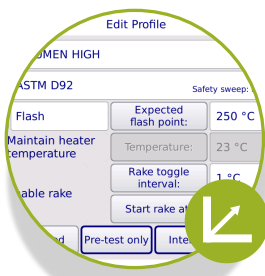 Edit Profile
UMEN HIGH
ASTM D92
Safety sweep:
Flash
Expected
flash point:
250 °C
Maintain heater
temperature
Temperature:
23 °C
Rake toggle
interval:
1 °C
able rake
Start rake at
Pre-test only